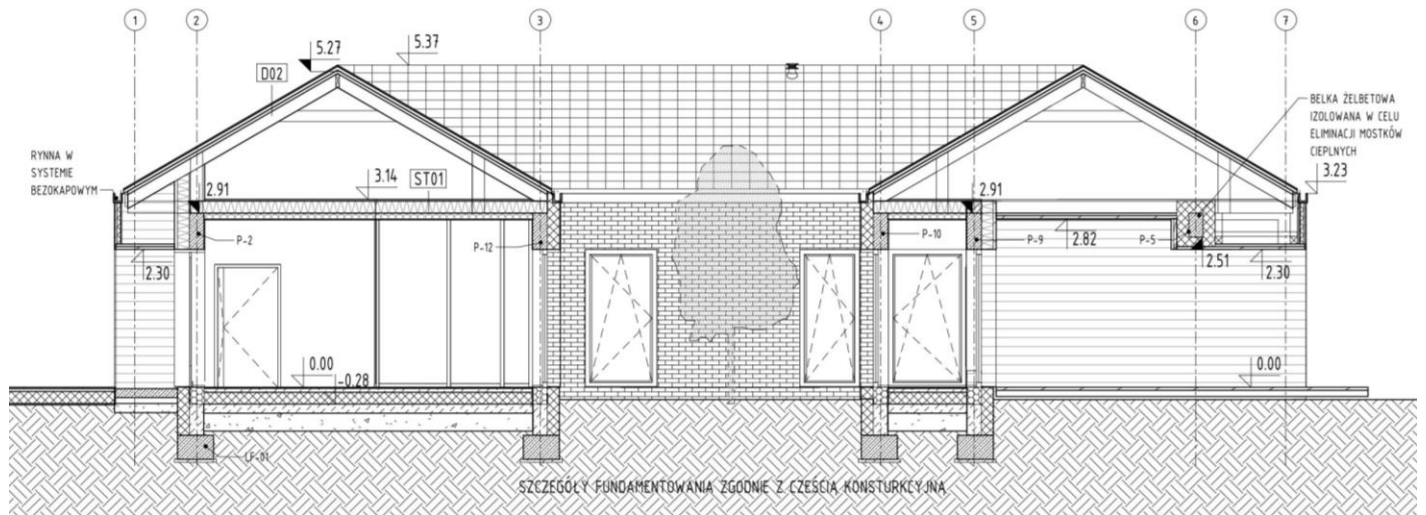 1 2 3 4 5 6 7
5.27
5.37
D02
BELKA ŻELBETOWA
IZOLOWANA W CELU
ELIMINACJI MOSTKÓW
CIEPLNYCH
RYNNA W
SYSTEMIE
BEZOKAPOWYM
3.23
2.91
3.14
ST01
2.91
P-2
P-12
P-10
P-9
2.82
P-5
2.51
2.30
2.30
0.00
-0.28
0.00
LF-01
SZCZEGÓŁY FUNDAMENTOWANIA ZGODNIE Z CZĘŚCIĄ KONSTURKCYJNĄ